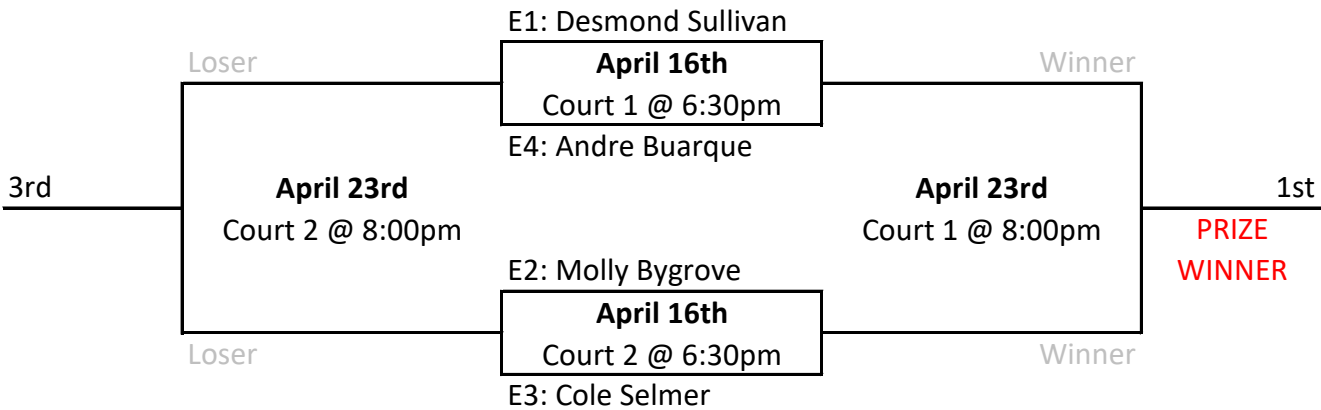 E1: Desmond Sullivan
Loser
April 16th
Winner
Court 1 @ 6:30pm
E4: Andre Buarque
3rd
April 23rd
April 23rd
1st
Court 2 @ 8:00pm
Court 1 @ 8:00pm
PRIZE
WINNER
E2: Molly Bygrove
April 16th
Loser
Court 2 @ 6:30pm
Winner
E3: Cole Selmer